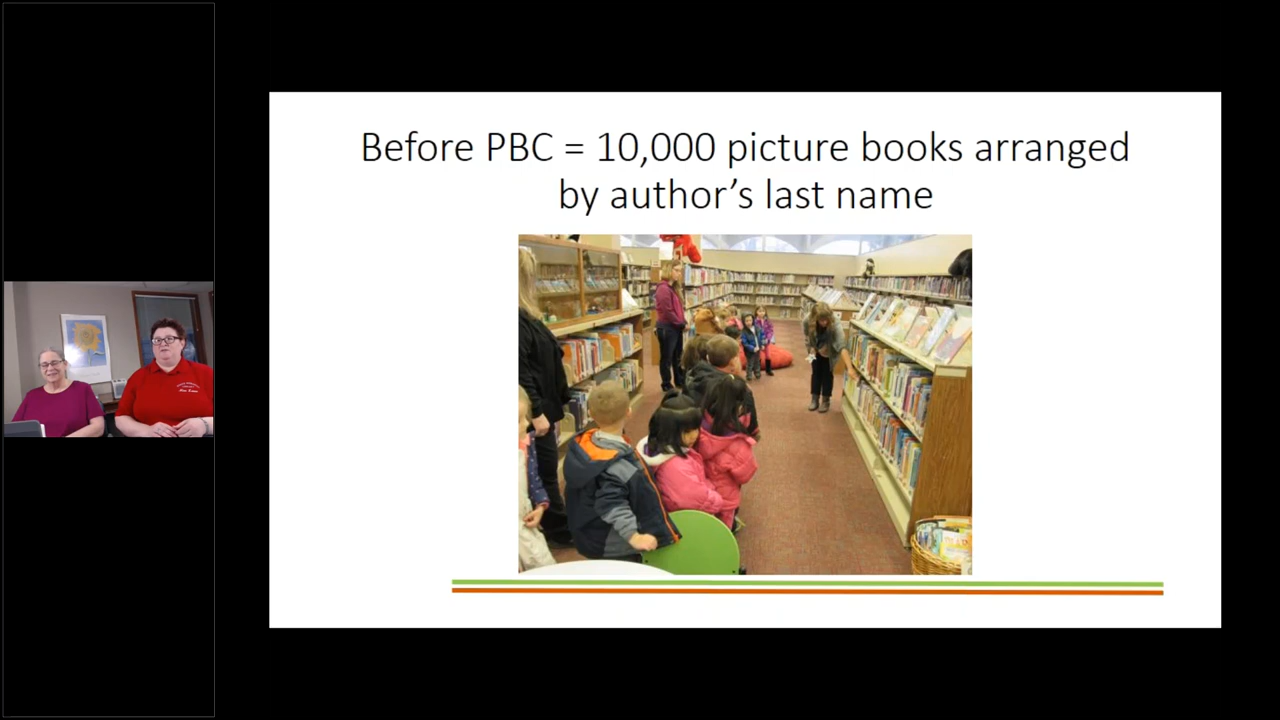 Before PBC = 10,000 picture books arranged
by author's last name